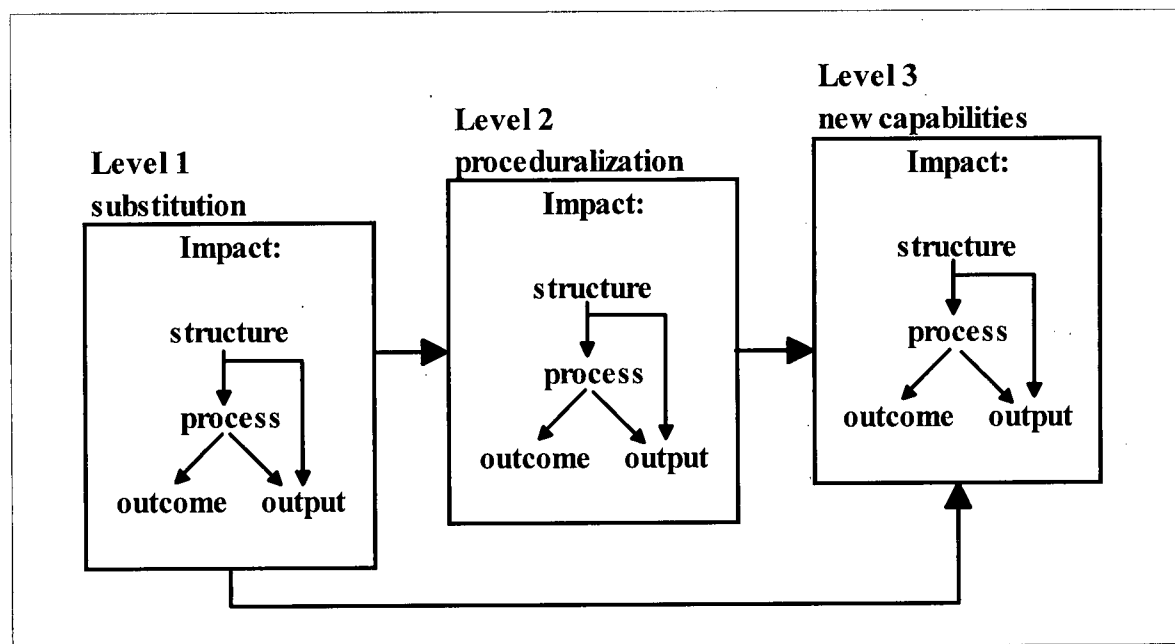 Level 1
substitution
Impact:
structure
process
outcome output
Level 2
proceduralization
Impact:
structure
process
outcome output
Level 3
new capabilities
Impact:
structure
process
outcome output